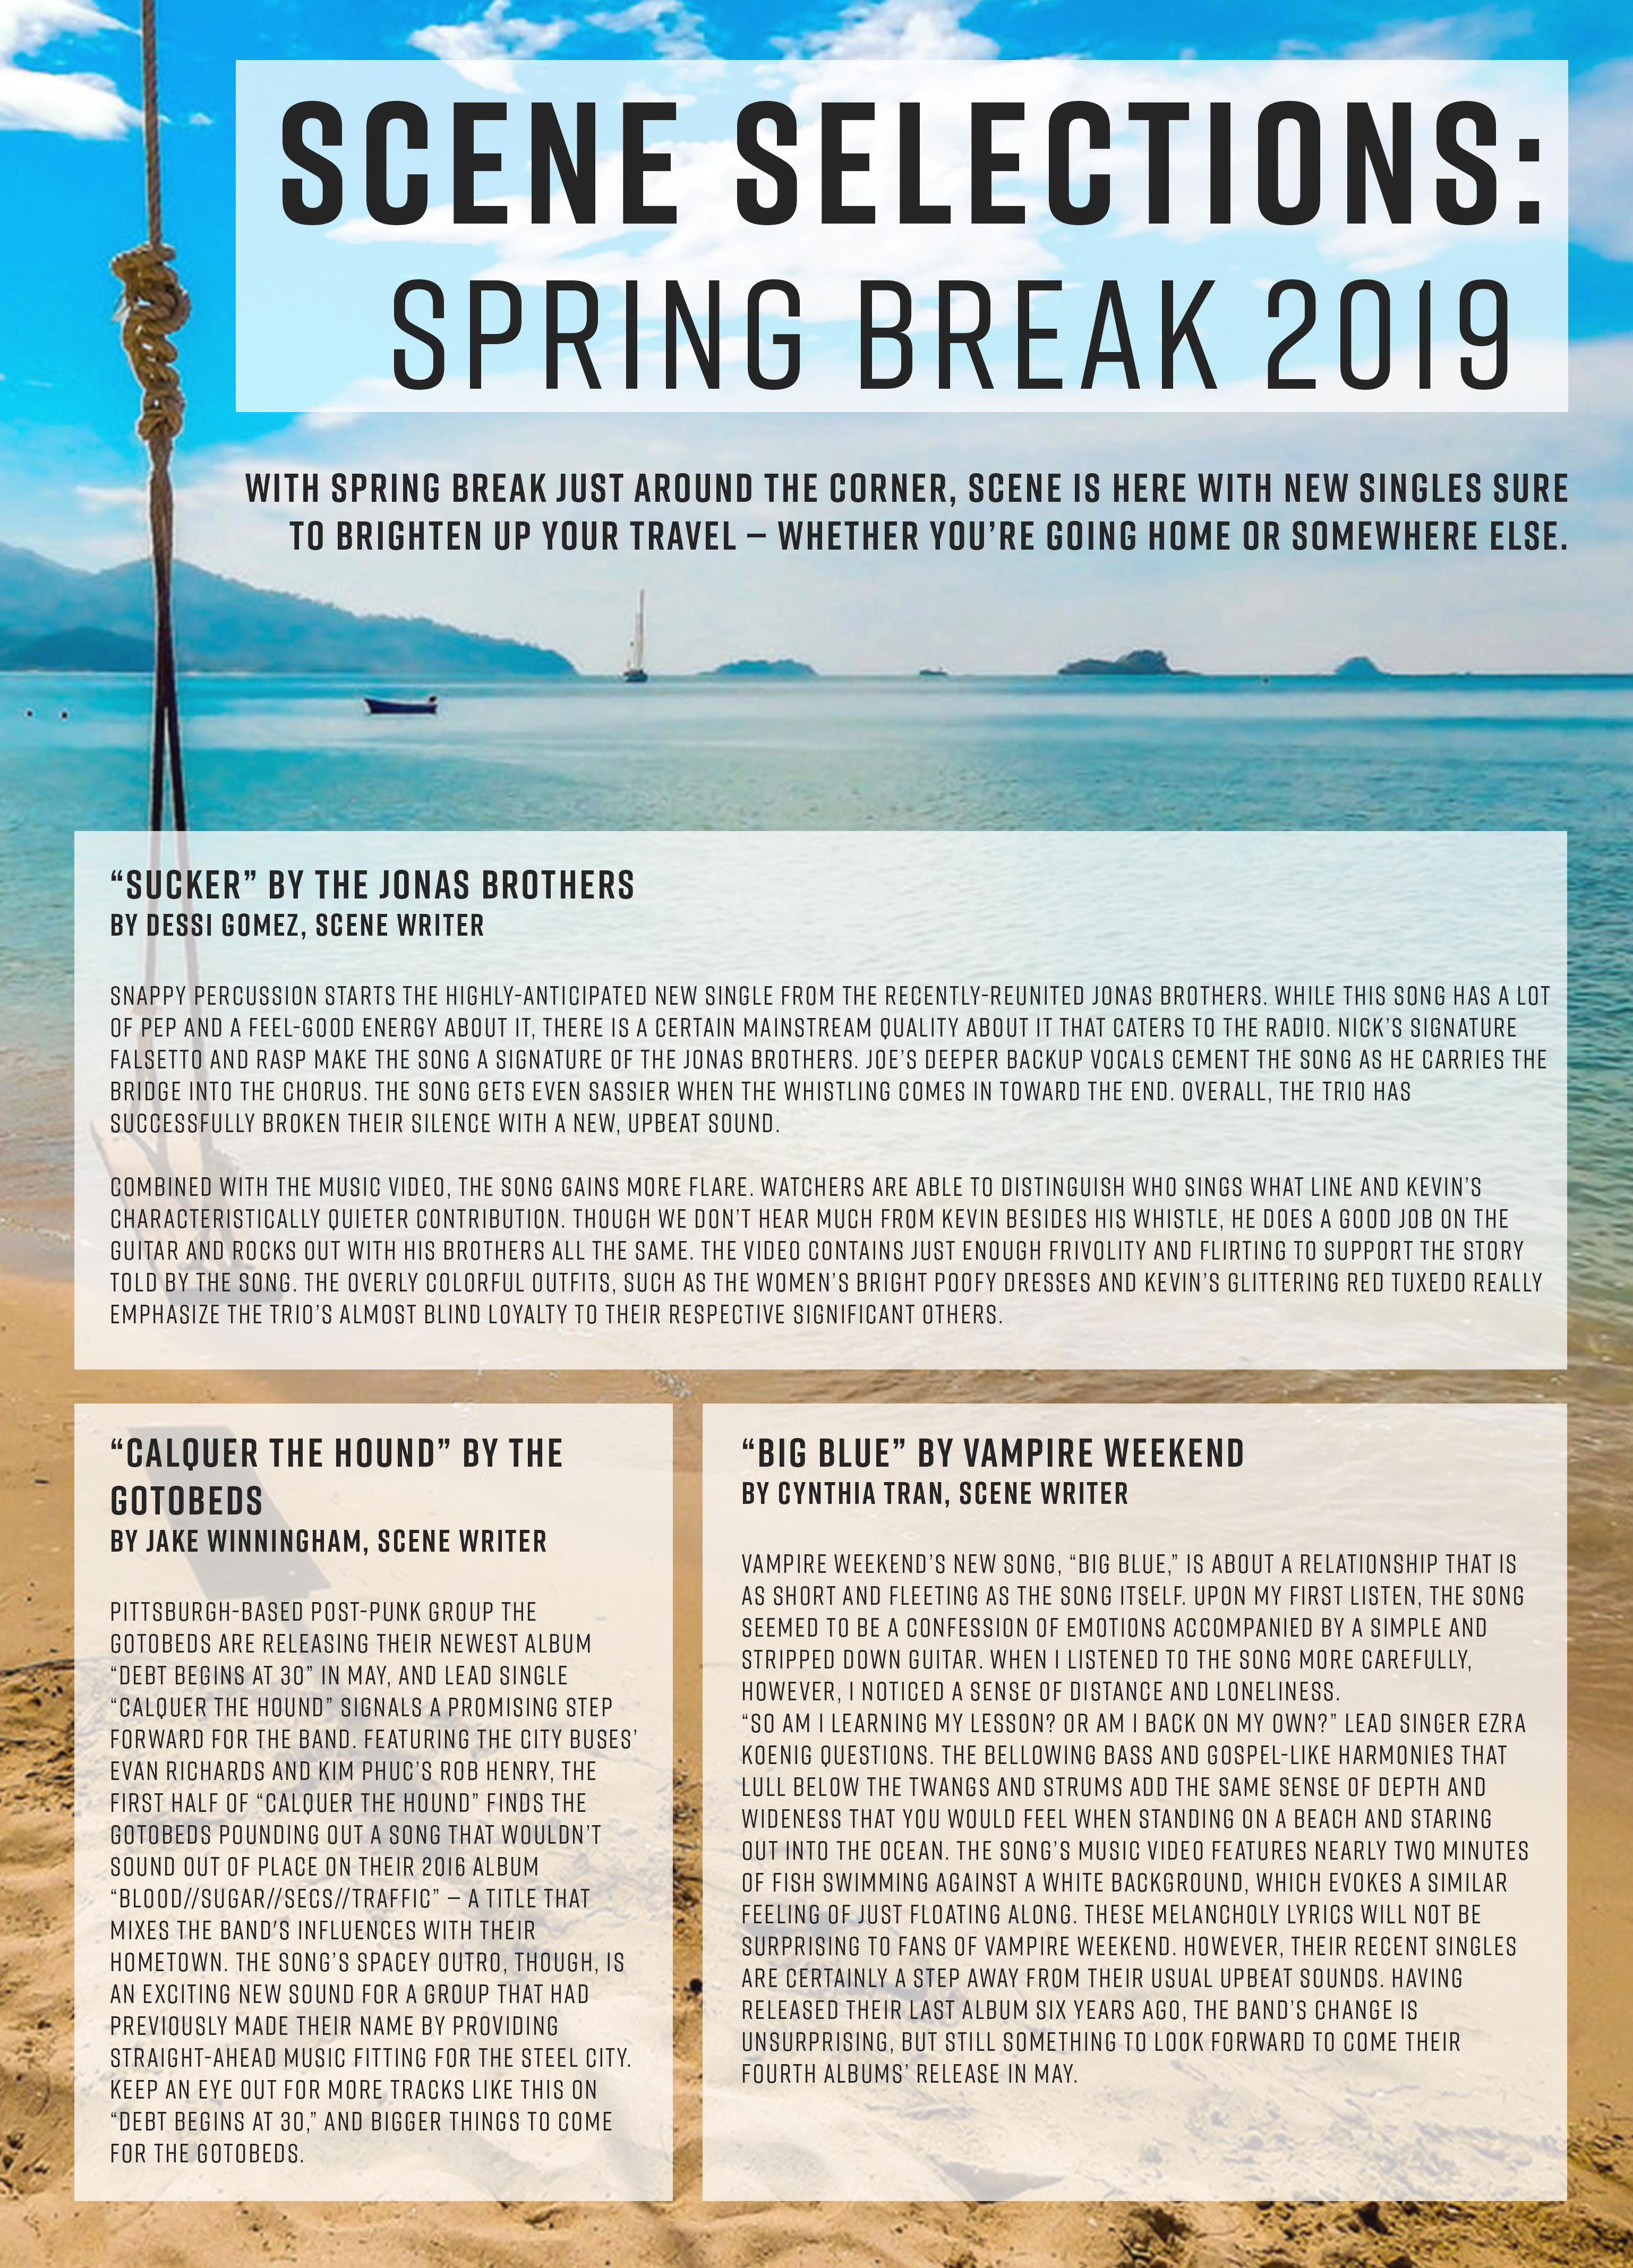 SCENE SELECTIONS:
SPRING BREAK 2019
WITH SPRING BREAK JUST AROUND THE CORNER, SCENE IS HERE WITH NEW SINGLES SURE
TO BRIGHTEN UP YOUR TRAVEL – WHETHER YOU'RE GOING HOME OR SOMEWHERE ELSE.
“SUCKER” BY THE JONAS BROTHERS
BY DESSI GOMEZ, SCENE WRITER
SNAPPY PERCUSSION STARTS THE HIGHLY-ANTICIPATED NEW SINGLE FROM THE RECENTLY-REUNITED JONAS BROTHERS. WHILE THIS SONG HAS A LOT
OF PEP AND A FEEL-GOOD ENERGY ABOUT IT, THERE IS A CERTAIN MAINSTREAM QUALITY ABOUT IT THAT CATERS TO THE RADIO. NICK'S SIGNATURE
FALSETTO AND RASP MAKE THE SONG A SIGNATURE OF THE JONAS BROTHERS. JOE'S DEEPER BACKUP VOCALS CEMENT THE SONG AS HE CARRIES THE
BRIDGE INTO THE CHORUS. THE SONG GETS EVEN SASSIER WHEN THE WHISTLING COMES IN TOWARD THE END. OVERALL, THE TRIO HAS
SUCCESSFULLY BROKEN THEIR SILENCE WITH A NEW, UPBEAT SOUND.
COMBINED WITH THE MUSIC VIDEO, THE SONG GAINS MORE FLARE. WATCHERS ARE ABLE TO DISTINGUISH WHO SINGS WHAT LINE AND KEVIN'S
CHARACTERISTICALLY QUIETER CONTRIBUTION. THOUGH WE DON'T HEAR MUCH FROM KEVIN BESIDES HIS WHISTLE, HE DOES A GOOD JOB ON THE
GUITAR AND ROCKS OUT WITH HIS BROTHERS ALL THE SAME. THE VIDEO CONTAINS JUST ENOUGH FRIVOLITY AND FLIRTING TO SUPPORT THE STORY
TOLD BY THE SONG. THE OVERLY COLORFUL OUTFITS, SUCH AS THE WOMEN'S BRIGHT POOFY DRESSES AND KEVIN'S GLITTERING RED TUXEDO REALLY
EMPHASIZE THE TRIO'S ALMOST BLIND LOYALTY TO THEIR RESPECTIVE SIGNIFICANT OTHERS.
“CALQUER THE HOUND” BY THE
GOTOBEDS
BY JAKE WINNINGHAM, SCENE WRITER
PITTSBURGH-BASED POST-PUNK GROUP THE
GOTOBEDS ARE RELEASING THEIR NEWEST ALBUM
“DEBT BEGINS AT 30” IN MAY, AND LEAD SINGLE
“CALQUER THE HOUND” SIGNALS A PROMISING STEP
FORWARD FOR THE BAND. FEATURING THE CITY BUSES'
EVAN RICHARDS AND KIM PHUC'S ROB HENRY, THE
FIRST HALF OF “CALQUER THE HOUND” FINDS THE
GOTOBEDS POUNDING OUT A SONG THAT WOULDN'T
SOUND OUT OF PLACE ON THEIR 2016 ALBUM
“BLOOD//SUGAR//SECS//TRAFFIC” – A TITLE THAT
MIXES THE BAND'S INFLUENCES WITH THEIR
HOMETOWN. THE SONG'S SPACEY OUTRO, THOUGH, IS
AN EXCITING NEW SOUND FOR A GROUP THAT HAD
PREVIOUSLY MADE THEIR NAME BY PROVIDING
STRAIGHT-AHEAD MUSIC FITTING FOR THE STEEL CITY.
KEEP AN EYE OUT FOR MORE TRACKS LIKE THIS ON
“DEBT BEGINS AT 30,” AND BIGGER THINGS TO COME
FOR THE GOTOBEDS.
“BIG BLUE” BY VAMPIRE WEEKEND
BY CYNTHIA TRAN, SCENE WRITER
VAMPIRE WEEKEND'S NEW SONG, “BIG BLUE,” IS ABOUT A RELATIONSHIP THAT IS
AS SHORT AND FLEETING AS THE SONG ITSELF. UPON MY FIRST LISTEN, THE SONG
SEEMED TO BE A CONFESSION OF EMOTIONS ACCOMPANIED BY A SIMPLE AND
STRIPPED DOWN GUITAR. WHEN I LISTENED TO THE SONG MORE CAREFULLY,
HOWEVER, I NOTICED A SENSE OF DISTANCE AND LONELINESS.
“SO AM I LEARNING MY LESSON? OR AM I BACK ON MY OWN?” LEAD SINGER EZRA
KOENIG QUESTIONS. THE BELLOWING BASS AND GOSPEL-LIKE HARMONIES THAT
LULL BELOW THE TWANGS AND STRUMS ADD THE SAME SENSE OF DEPTH AND
WIDENESS THAT YOU WOULD FEEL WHEN STANDING ON A BEACH AND STARING
OUT INTO THE OCEAN. THE SONG'S MUSIC VIDEO FEATURES NEARLY TWO MINUTES
OF FISH SWIMMING AGAINST A WHITE BACKGROUND, WHICH EVOKES A SIMILAR
FEELING OF JUST FLOATING ALONG. THESE MELANCHOLY LYRICS WILL NOT BE
SURPRISING TO FANS OF VAMPIRE WEEKEND. HOWEVER, THEIR RECENT SINGLES
ARE CERTAINLY A STEP AWAY FROM THEIR USUAL UPBEAT SOUNDS. HAVING
RELEASED THEIR LAST ALBUM SIX YEARS AGO, THE BAND'S CHANGE IS
UNSURPRISING, BUT STILL SOMETHING TO LOOK FORWARD TO COME THEIR
FOURTH ALBUMS' RELEASE IN MAY.